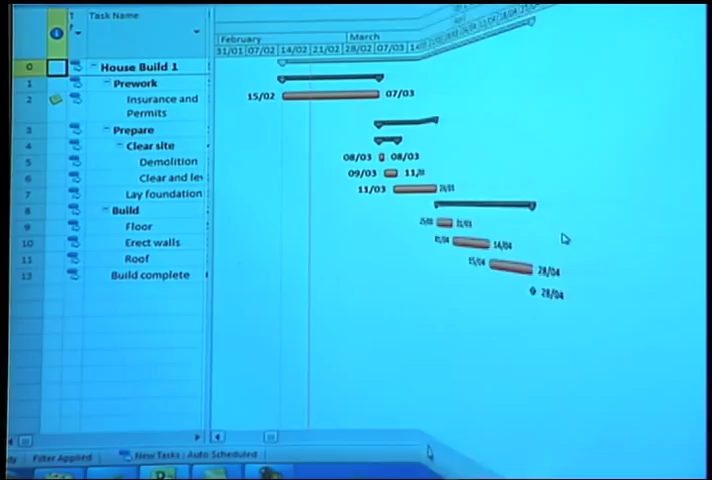 Task Name
February
March
31/01 07/02 14/02 21/02 28/02 07/03
0 House Build 1
1 Prework
2 Insurance and
Permits
15/02 07/03
3 Prepare
4 Clear site
5 Demolition
08/03 08/03
6 Clear and lev
09/03
7 Lay foundation
11/03
8 Build
9 Floor
10 Erect walls
14/04
11 Roof
15/04 28/04
13 Build complete
28/04
Filter Applied New Tasks : Auto Scheduled